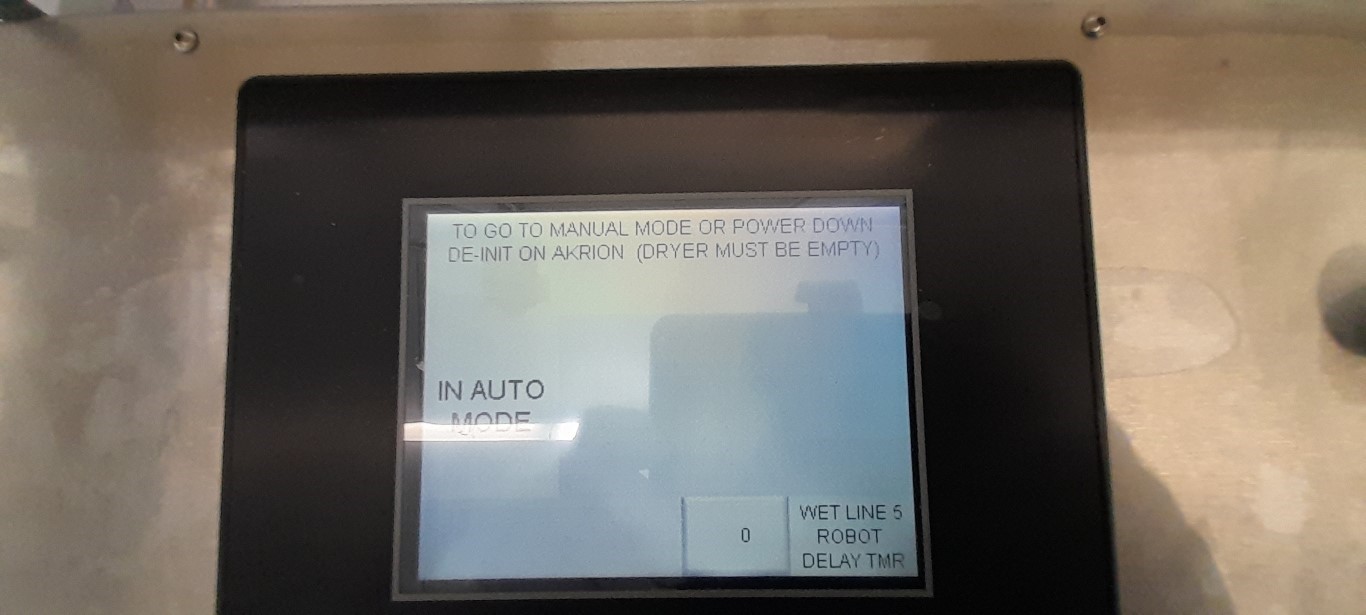 TO GO TO MANUAL MODE OR POWER DOWN
DE-INIT ON AKRION (DRYER MUST BE EMPTY)
IN AUTO
MODE
0
WET LINE 5
ROBOT
DELAY TMR